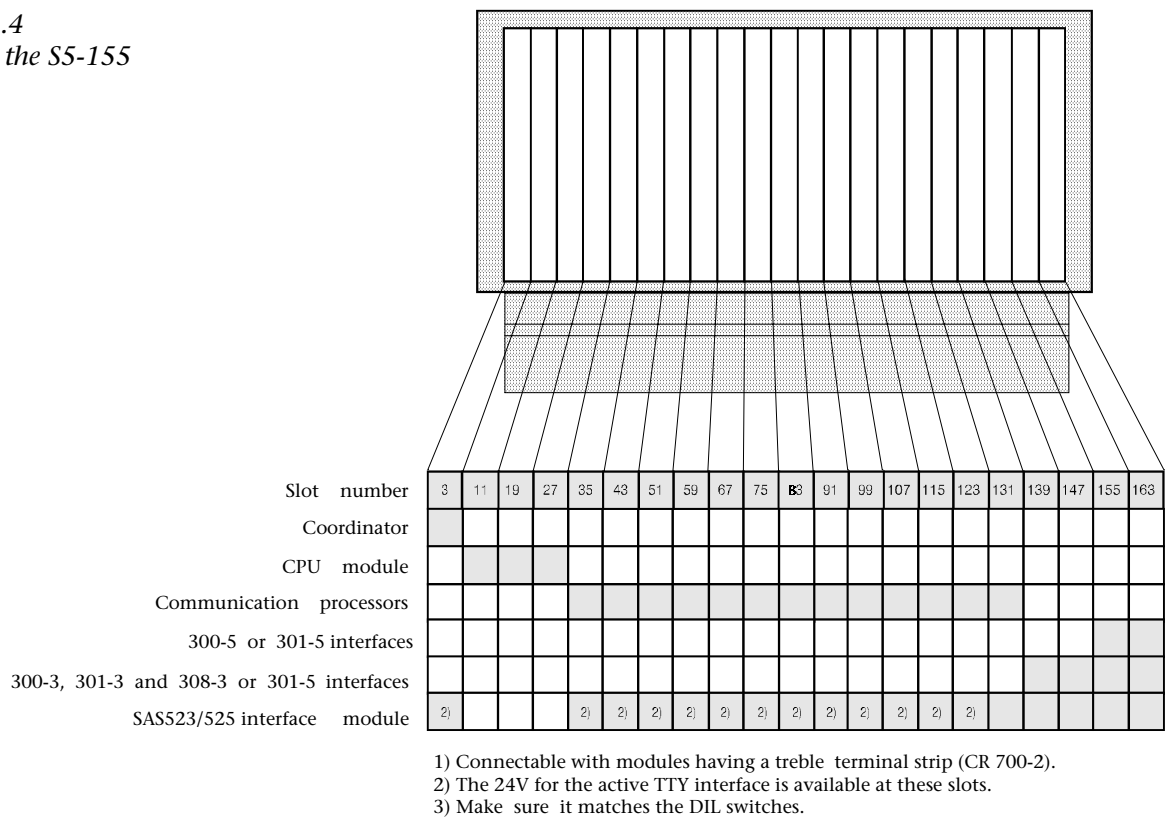 .4
the S5-155
Slot number 3 11 19 27 35 43 51 59 67 75 83 91 99 107 115 123 131 139 147 155 163
Coordinator
CPU module
Communication processors
300-5 or 301-5 interfaces
300-3, 301-3 and 308-3 or 301-5 interfaces
SAS523/525 interface module 2) 2) 2) 2) 2) 2) 2) 2) 2) 2) 2) 2) 2)
1) Connectable with modules having a treble terminal strip (CR 700-2).
2) The 24V for the active TTY interface is available at these slots.
3) Make sure it matches the DIL switches.